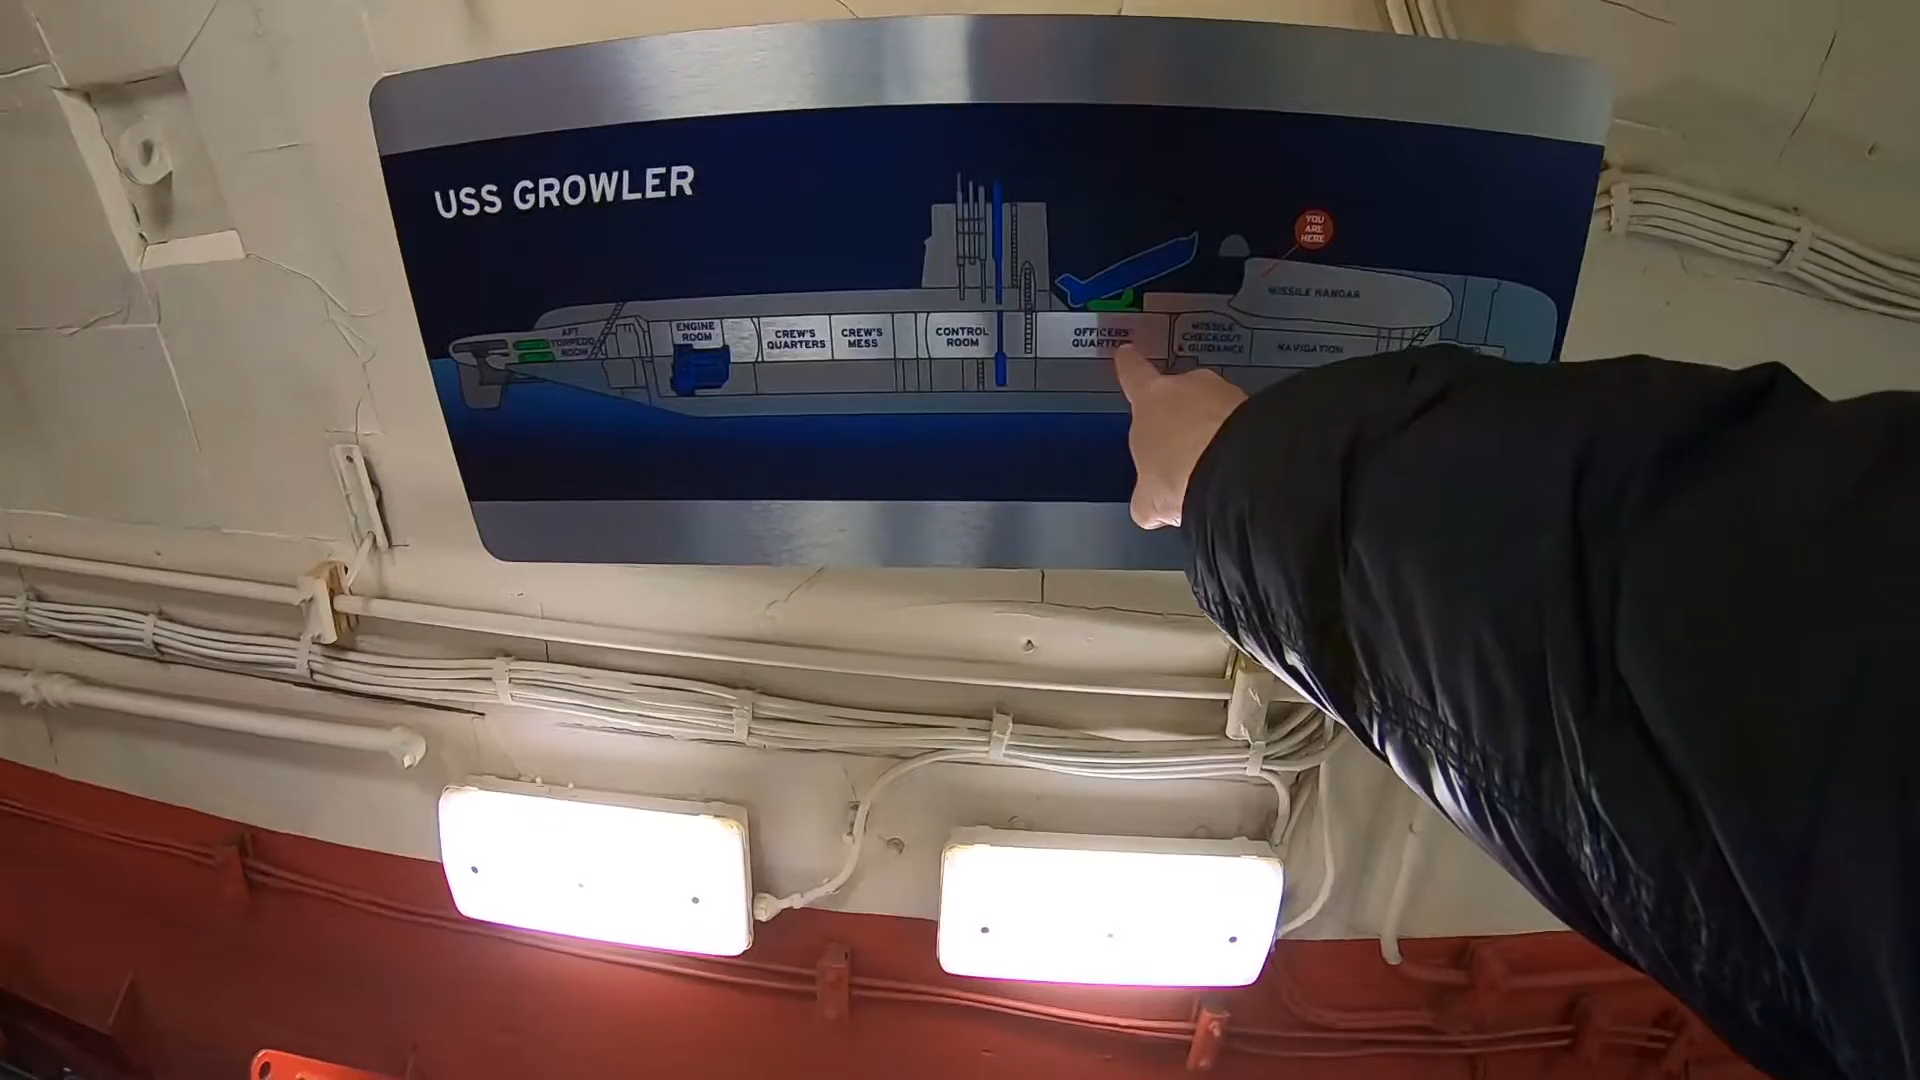 USS GROWLER
YOU
ARE
HERE
MISSILE HANGAR
AFT
TORPEDO
ROOM
ENGINE
ROOM
CREW'S
QUARTERS
CREW'S
MESS
CONTROL
ROOM
OFFICERS'
QUARTERS
MISSILE
CHECKOUT
& GUIDANCE
NAVIGATION